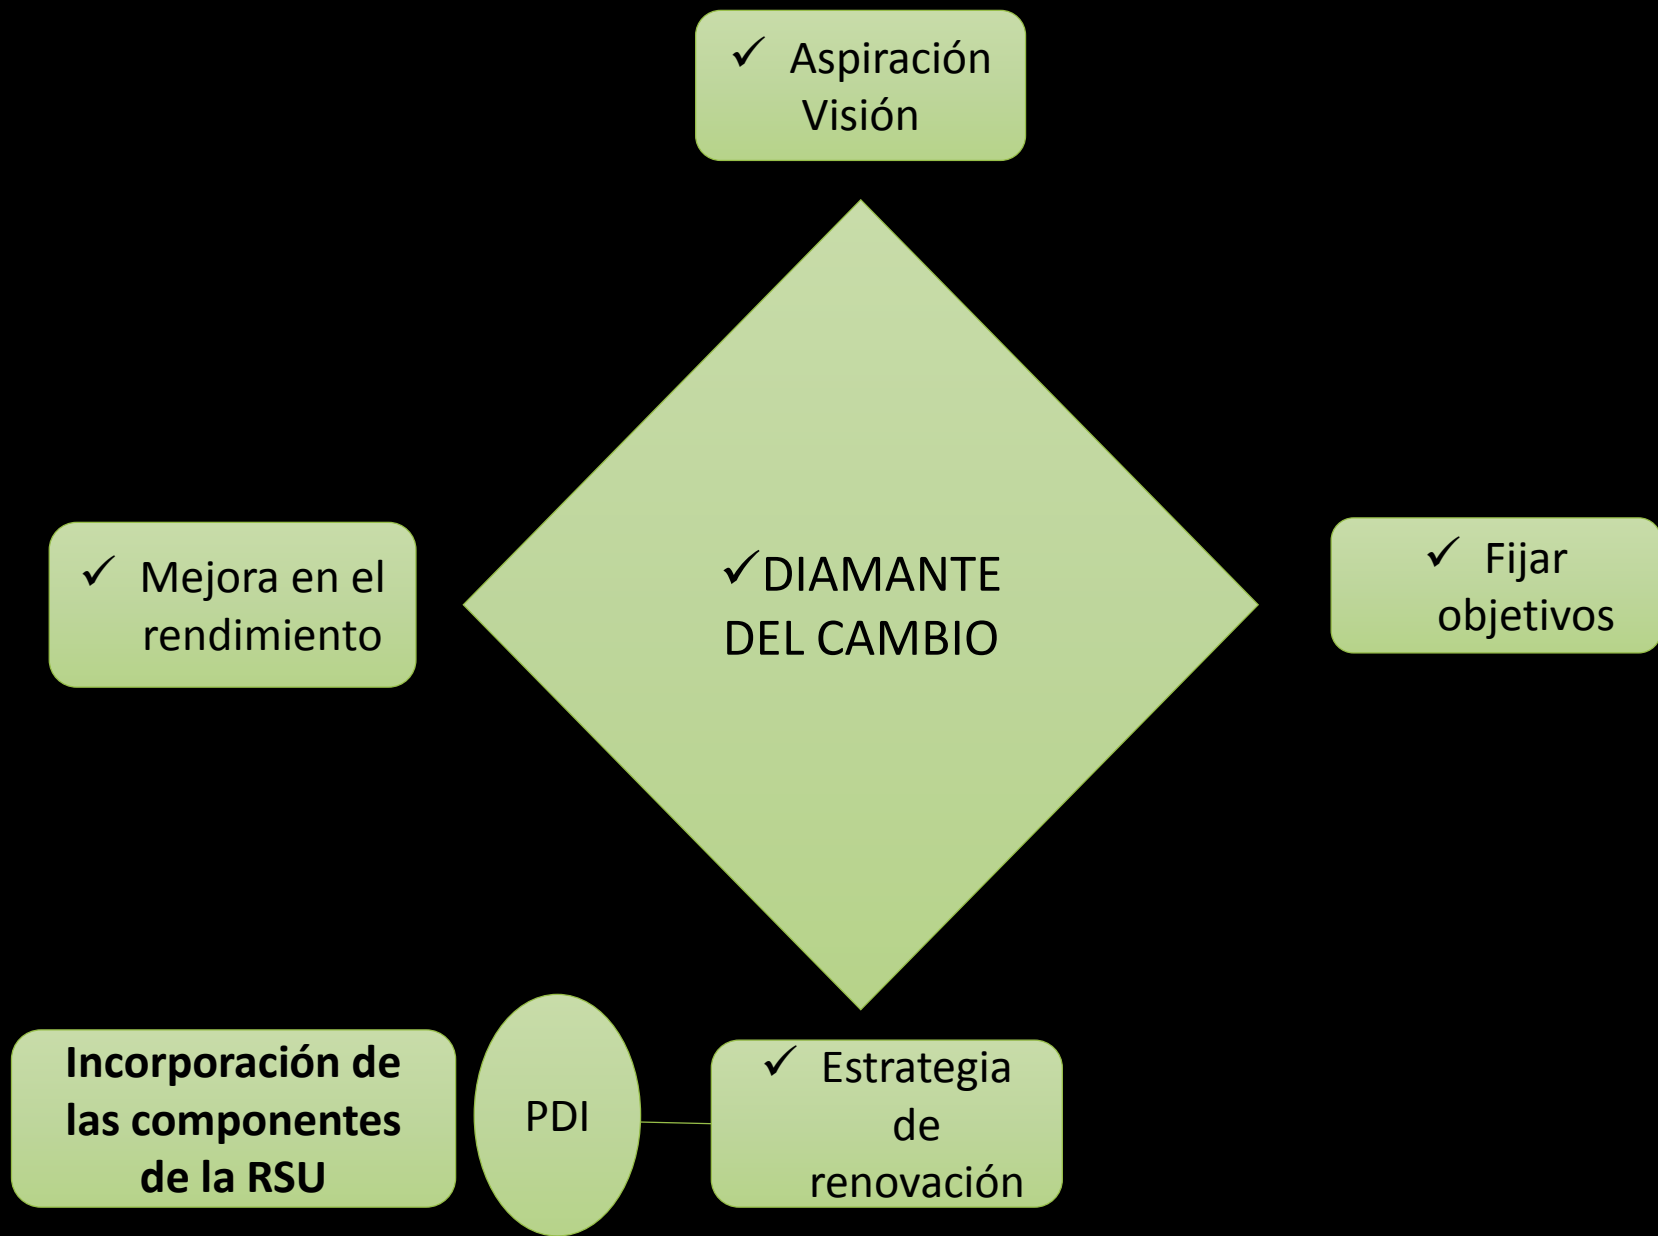 ✓ Aspiración
Visión
✓ Mejora en el
rendimiento
✓DIAMANTE
DEL CAMBIO
✓ Fijar
objetivos
Incorporación de
las componentes
de la RSU
PDI
✓ Estrategia
de
renovación